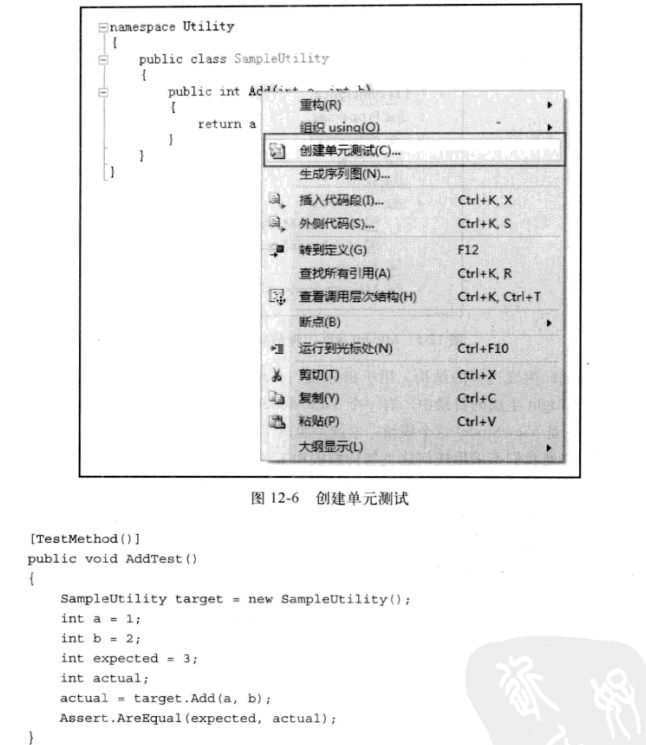 namespace Utility
{
public class SampleUtility
{
public int Add(int a, int b)
{
return a
}
}
}
重构(R)
组织 using(O)
创建单元测试(C)...
生成序列图(N)...
插入代码段(I)... Ctrl+K, X
外侧代码(S)... Ctrl+K, S
转到定义(G) F12
查找所有引用(A) Ctrl+K, R
查看调用层次结构(H) Ctrl+K, Ctrl+T
断点(B)
运行到光标处(N) Ctrl+F10
剪切(T) Ctrl+X
复制(Y) Ctrl+C
粘贴(P) Ctrl+V
大纲显示(L)
图 12-6 创建单元测试
[TestMethod()]
public void AddTest()
{
SampleUtility target = new SampleUtility();
int a = 1;
int b = 2;
int expected = 3;
int actual;
actual = target.Add(a, b);
Assert.AreEqual(expected, actual);
}